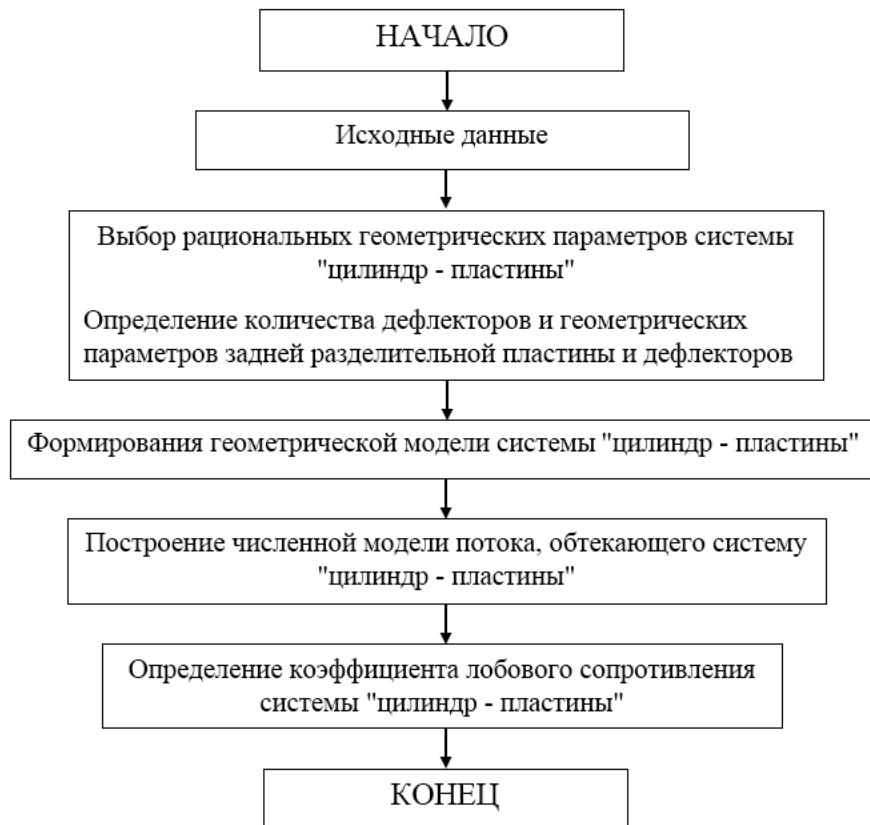 НАЧАЛО
Исходные данные
Выбор рациональных геометрических параметров системы
"цилиндр - пластины"
Определение количества дефлекторов и геометрических
параметров задней разделительной пластины и дефлекторов
Формирования геометрической модели системы "цилиндр - пластины"
Построение численной модели потока, обтекающего систему
"цилиндр - пластины"
Определение коэффициента лобового сопротивления
системы "цилиндр - пластины"
КОНЕЦ